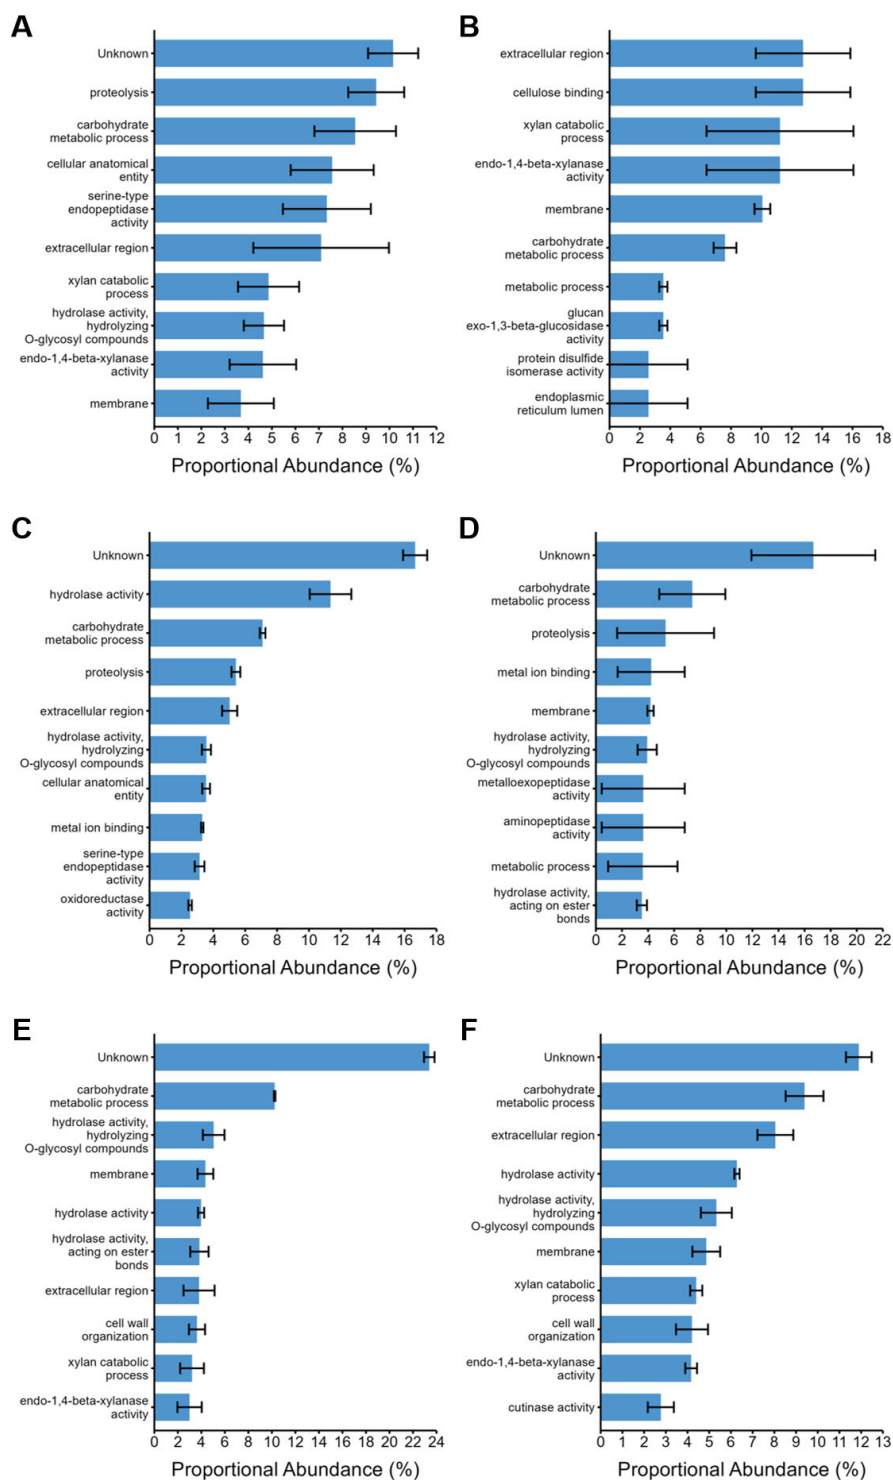 A
Unknown
proteolysis
carbohydrate
metabolic process
cellular anatomical
entity
serine-type
endopeptidase
activity
extracellular region
xylan catabolic
process
hydrolase activity,
hydrolyzing
O-glycosyl compounds
endo-1,4-beta-xylanase
activity
membrane
0 1 2 3 4 5 6 7 8 9 10 11 12
Proportional Abundance (%)
B
extracellular region
cellulose binding
xylan catabolic
process
endo-1,4-beta-xylanase
activity
membrane
carbohydrate
metabolic process
metabolic process
glucan
exo-1,3-beta-glucosidase
activity
protein disulfide
isomerase activity
endoplasmic
reticulum lumen
0 2 4 6 8 10 12 14 16 18
Proportional Abundance (%)
C
Unknown
hydrolase activity
carbohydrate
metabolic process
proteolysis
extracellular region
hydrolase activity,
hydrolyzing
O-glycosyl compounds
cellular anatomical
entity
metal ion binding
serine-type
endopeptidase
activity
oxidoreductase
activity
0 2 4 6 8 10 12 14 16 18
Proportional Abundance (%)
D
Unknown
carbohydrate
metabolic process
proteolysis
metal ion binding
membrane
hydrolase activity,
hydrolyzing
O-glycosyl compounds
metalloexopeptidase
activity
aminopeptidase
activity
metabolic process
hydrolase activity,
acting on ester
bonds
0 2 4 6 8 10 12 14 16 18 20 22
Proportional Abundance (%)
E
Unknown
carbohydrate
metabolic process
hydrolase activity,
hydrolyzing
O-glycosyl compounds
membrane
hydrolase activity
hydrolase activity,
acting on ester
bonds
extracellular region
cell wall
organization
xylan catabolic
process
endo-1,4-beta-xylanase
activity
0 2 4 6 8 10 12 14 16 18 20 22 24
Proportional Abundance (%)
F
Unknown
carbohydrate
metabolic process
extracellular region
hydrolase activity
hydrolase activity,
hydrolyzing
O-glycosyl compounds
membrane
xylan catabolic
process
cell wall
organization
endo-1,4-beta-xylanase
activity
cutinase activity
0 1 2 3 4 5 6 7 8 9 10 11 12 13
Proportional Abundance (%)